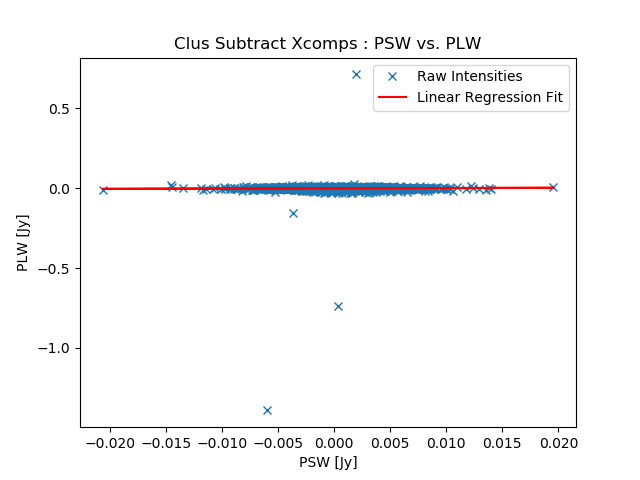 Clus Subtract Xcomps : PSW vs. PLW
Raw Intensities
Linear Regression Fit
0.5
0.0
−0.5
−1.0
PLW [Jy]
−0.020 −0.015 −0.010 −0.005 0.000 0.005 0.010 0.015 0.020
PSW [Jy]